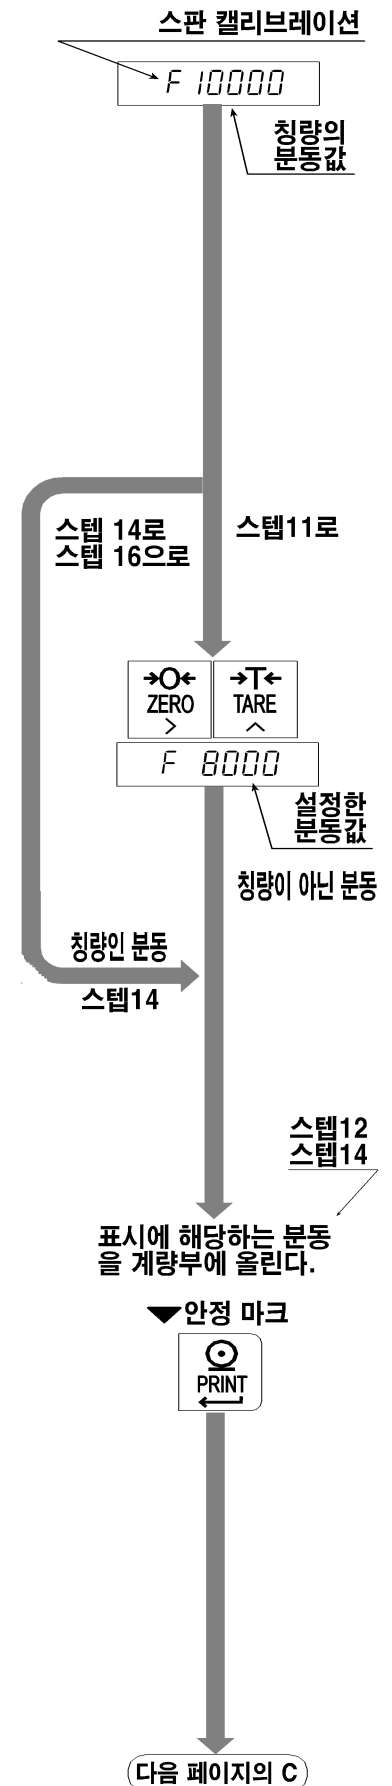 스판 캘리브레이션
F 10000
칭량의
분동값
스텝 14로
스텝 16으로
스텝11로
→O←
ZERO
>
→T←
TARE
^
F 8000
설정한
분동값
칭량이 아닌 분동
칭량인 분동
스텝14
스텝12
스텝14
표시에 해당하는 분동
을 계량부에 올린다.
▼안정 마크
PRINT
다음 페이지의 C